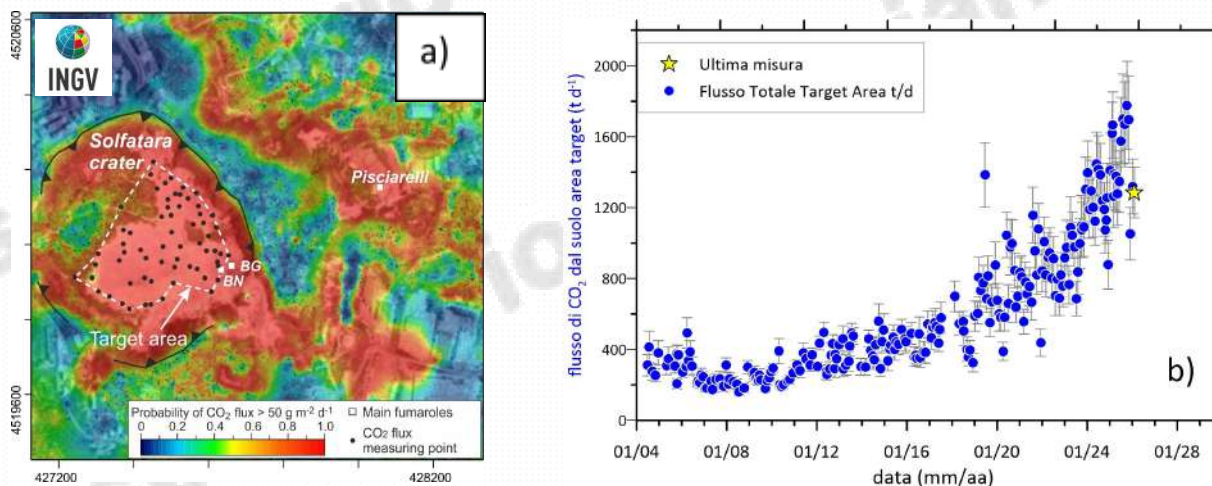 4520600
INGV
a)
Solfatara
crater
Pisciarelli
BG
BN
Target area
Probability of CO₂ flux > 50 g m⁻² d⁻¹
0 0.2 0.4 0.6 0.8 1.0
Main fumaroles
CO₂ flux
measuring point
4519600
427200
428200
flusso di CO₂ dal suolo area target (t d⁻¹)
2000
1600
1200
800
400
0
Ultima misura
Flusso Totale Target Area t/d
b)
01/04 01/08 01/12 01/16 01/20 01/24 01/28
data (mm/aa)